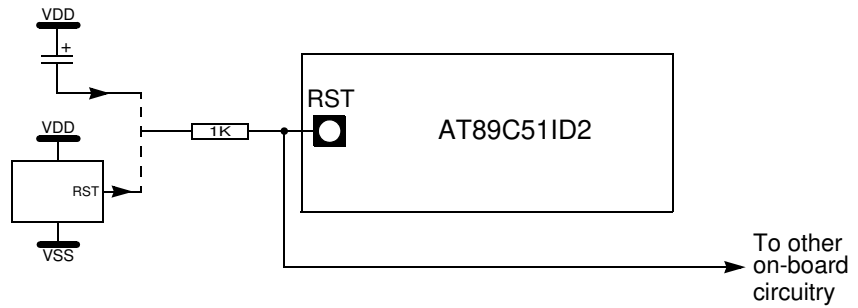 VDD
+
RST
1K
AT89C51ID2
VDD
RST
VSS
To other
on-board
circuitry